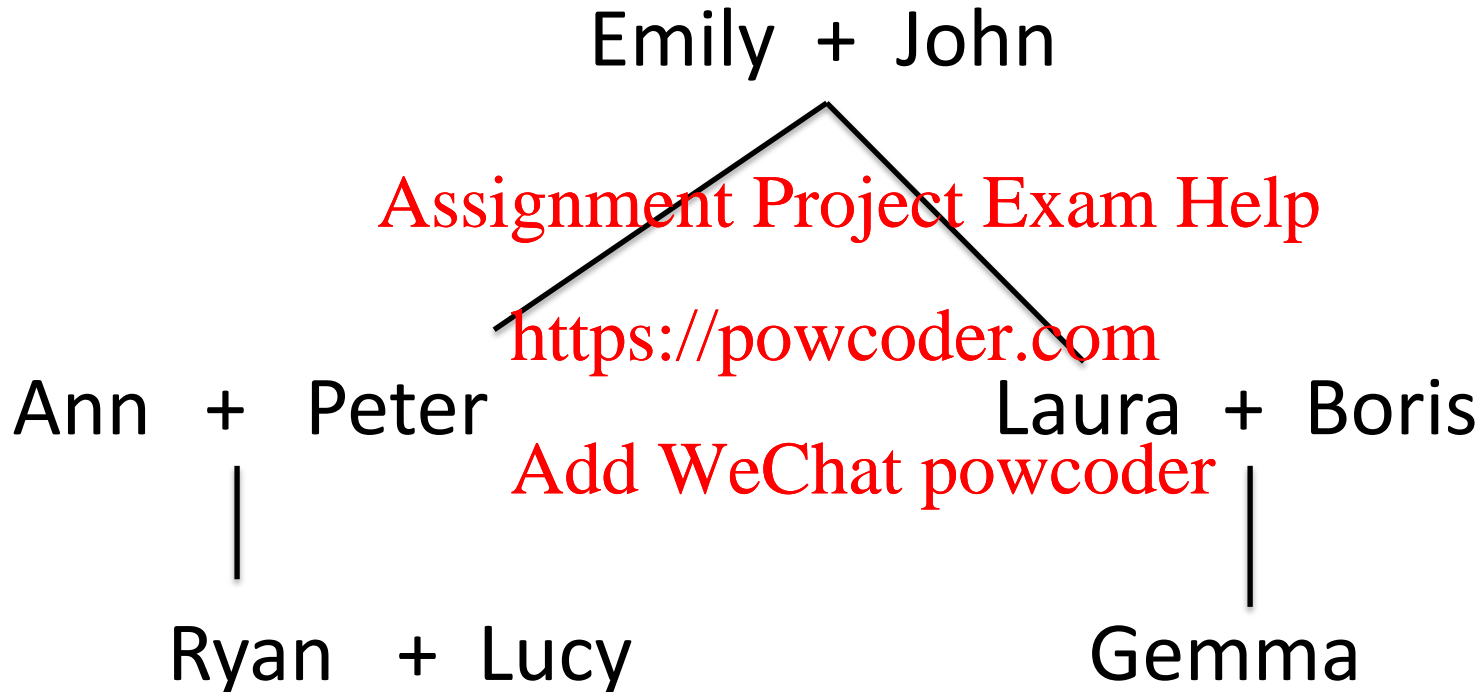 Emily + John
Assignment Project Exam Help
https://powcoder.com
Ann + Peter Laura + Boris
Add WeChat powcoder
Ryan + Lucy Gemma